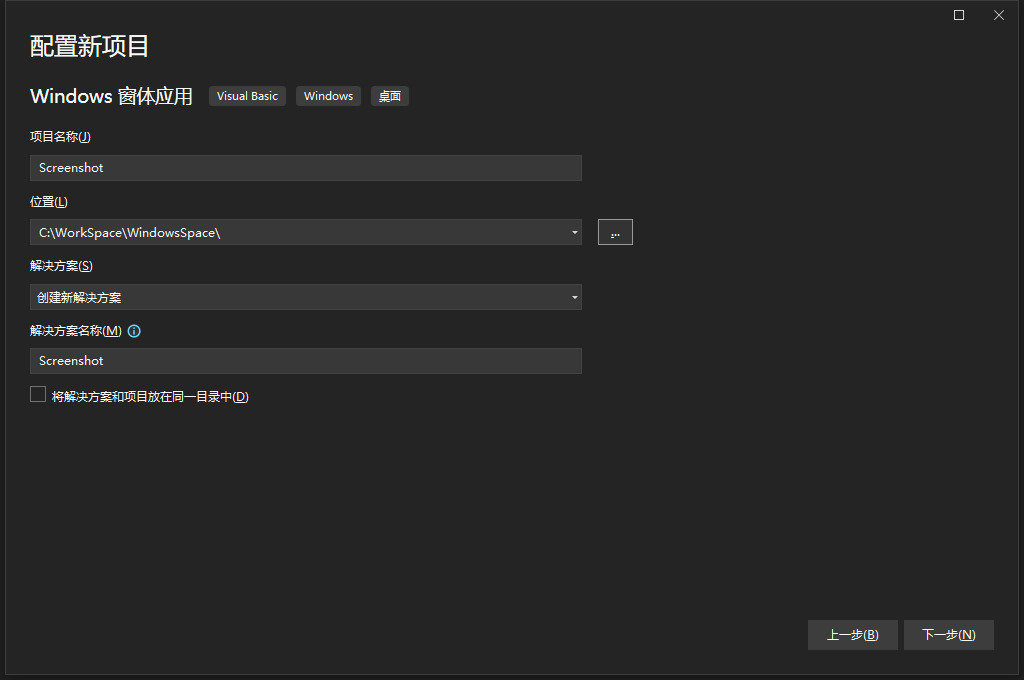 配置新项目
Windows 窗体应用 Visual Basic Windows 桌面
项目名称(J)
Screenshot
位置(L)
C:\WorkSpace\WindowsSpace\ ...
解决方案(S)
创建新解决方案
解决方案名称(M)
Screenshot
将解决方案和项目放在同一目录中(D)
上一步(B) 下一步(N)